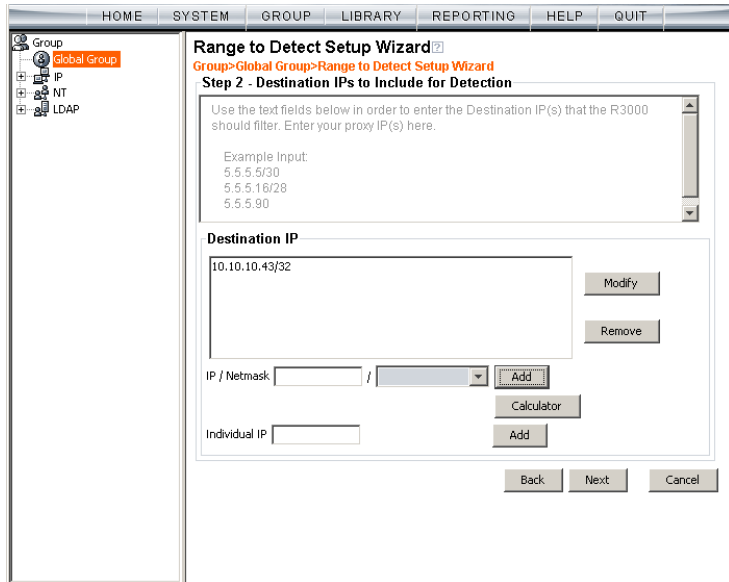 HOME SYSTEM GROUP LIBRARY REPORTING HELP QUIT
Group
Global Group
IP
NT
LDAP
Range to Detect Setup Wizard?
Group>Global Group>Range to Detect Setup Wizard
Step 2 - Destination IPs to Include for Detection
Use the text fields below in order to enter the Destination IP(s) that the R3000
should filter. Enter your proxy IP(s) here.
Example Input:
5.5.5.5/30
5.5.5.16/28
5.5.5.90
Destination IP
10.10.10.43/32
Modify
Remove
IP / Netmask / Add
Calculator
Individual IP Add
Back Next Cancel